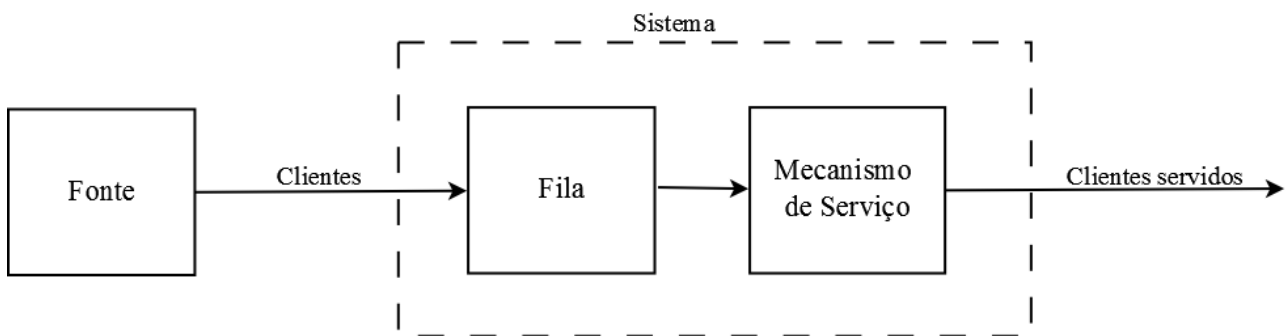 Sistema
Fonte
Clientes
Fila
Mecanismo
de Serviço
Clientes servidos